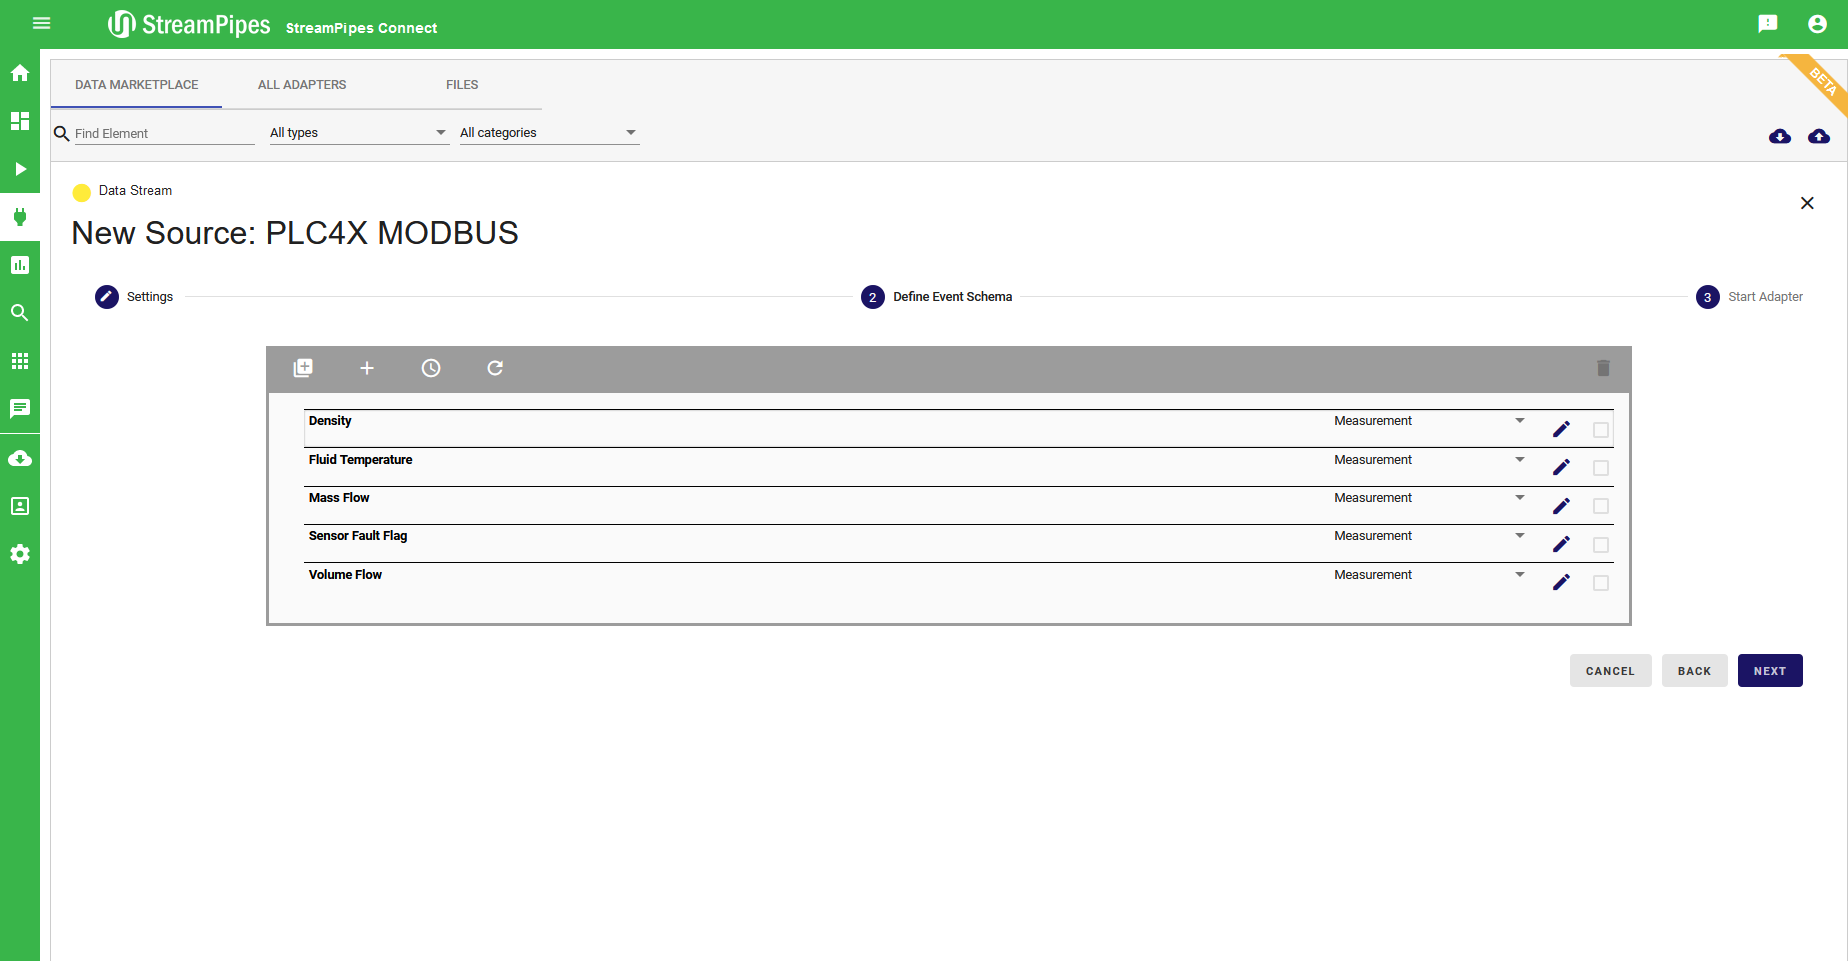 StreamPipes StreamPipes Connect
BETA
DATA MARKETPLACE ALL ADAPTERS FILES
Find Element All types All categories
Data Stream
New Source: PLC4X MODBUS
Settings 2 Define Event Schema 3 Start Adapter
Density Measurement
Fluid Temperature Measurement
Mass Flow Measurement
Sensor Fault Flag Measurement
Volume Flow Measurement
CANCEL BACK NEXT